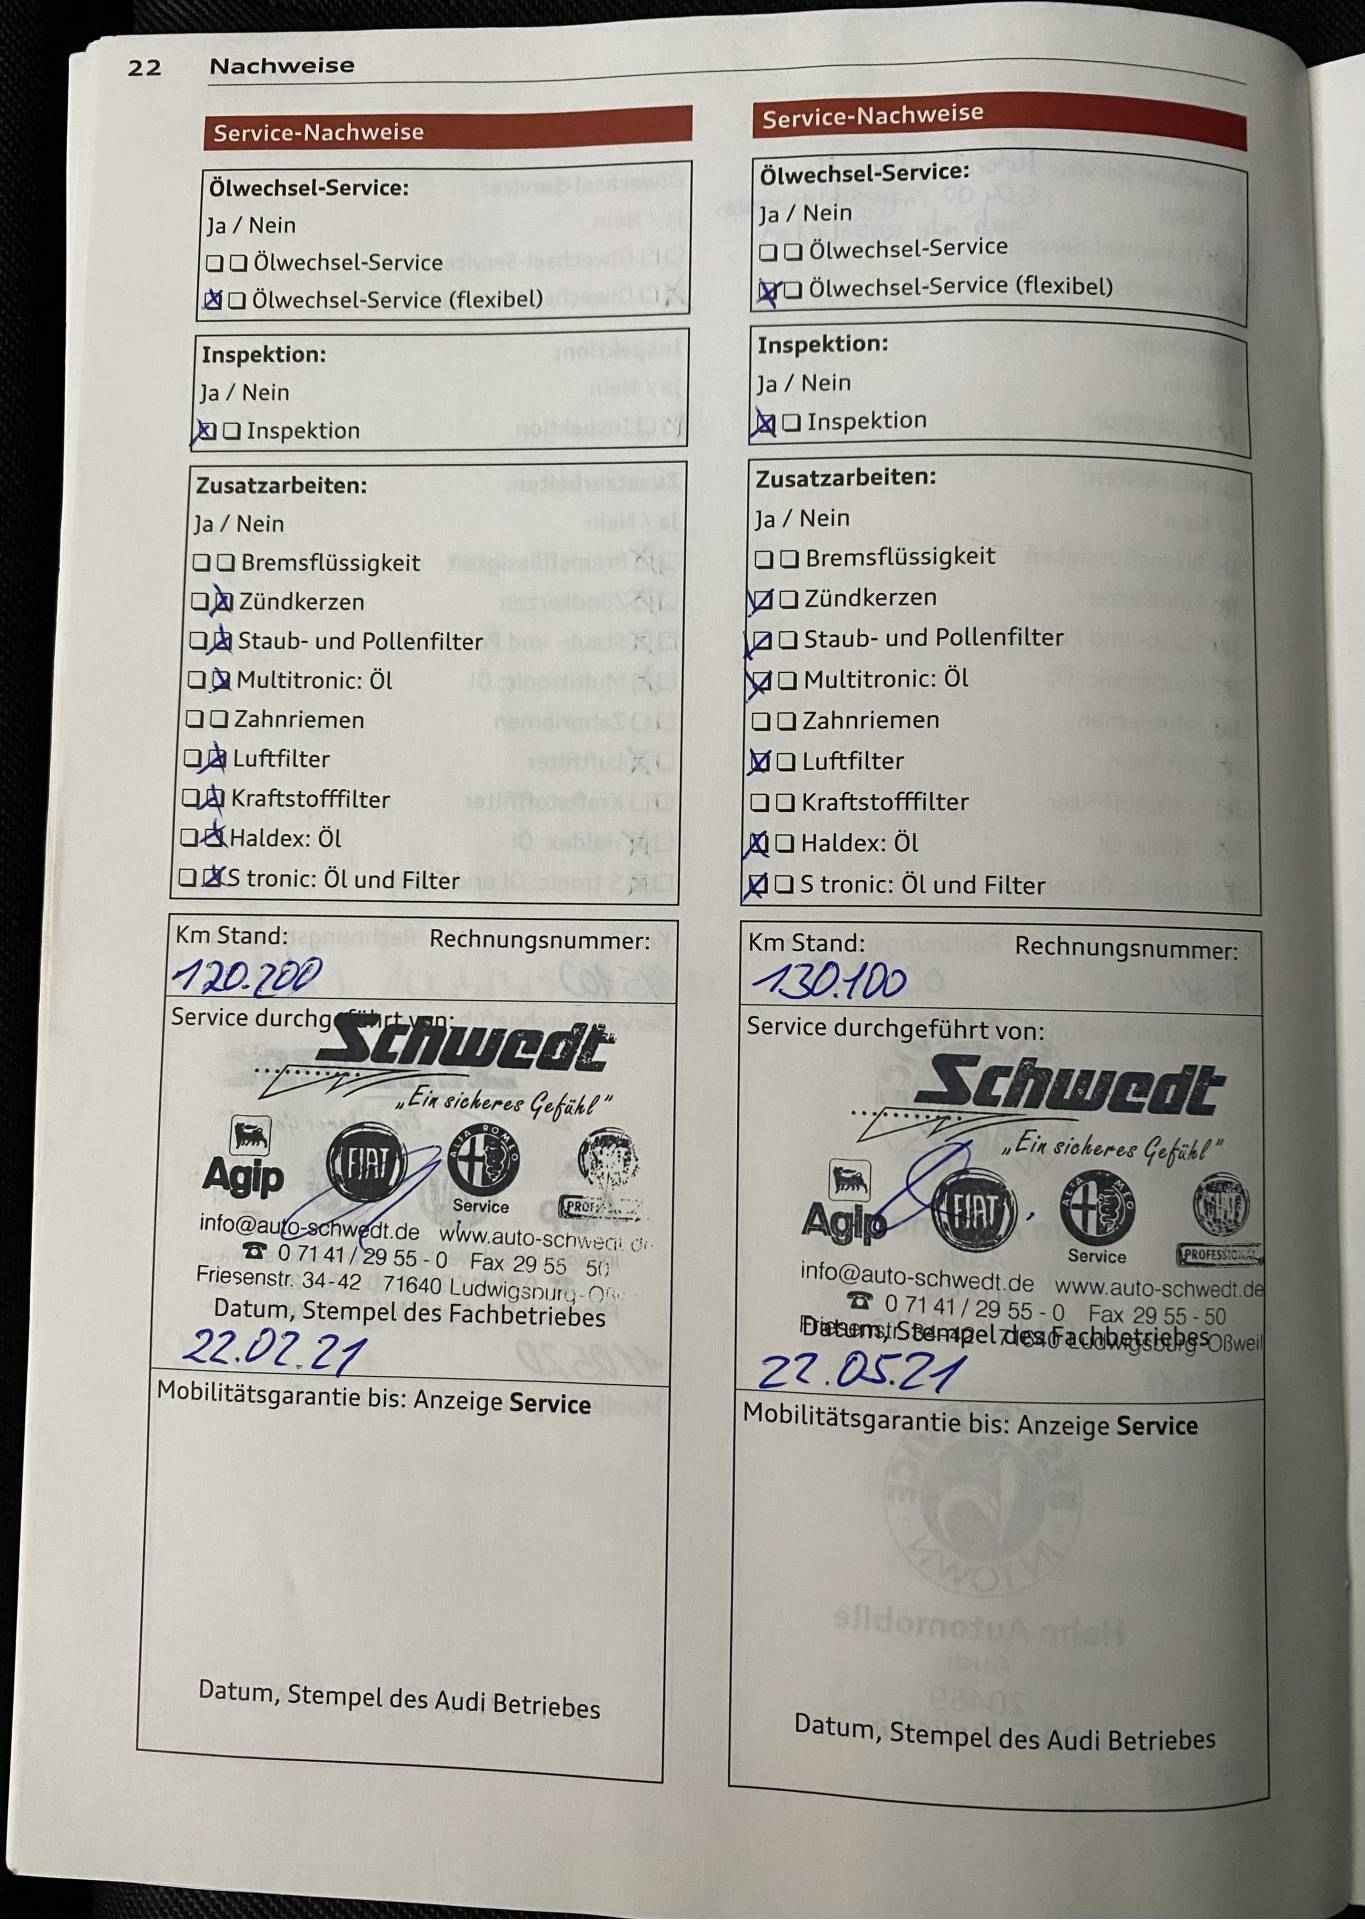 22 Nachweise
Service-Nachweise
Ölwechsel-Service:
Ja / Nein
Ölwechsel-Service
Ölwechsel-Service (flexibel)
Inspektion:
Ja / Nein
Inspektion
Zusatzarbeiten:
Ja / Nein
Bremsflüssigkeit
Zündkerzen
Staub- und Pollenfilter
Multitronic: Öl
Zahnriemen
Luftfilter
Kraftstofffilter
Haldex: Öl
S tronic: Öl und Filter
Km Stand: Rechnungsnummer:
120.200
Service durchgeführt von:
Schwedt
„Ein sicheres Gefühl"
Agip FIAT ALFA ROMEO
Service
info@auto-schwedt.de www.auto-schwedt.de
☎ 0 71 41 / 29 55 - 0 Fax 29 55 50
Friesenstr. 34-42 71640 Ludwigsburg
Datum, Stempel des Fachbetriebes
22.02.21
Mobilitätsgarantie bis: Anzeige Service
Datum, Stempel des Audi Betriebes
Service-Nachweise
Ölwechsel-Service:
Ja / Nein
Ölwechsel-Service
Ölwechsel-Service (flexibel)
Inspektion:
Ja / Nein
Inspektion
Zusatzarbeiten:
Ja / Nein
Bremsflüssigkeit
Zündkerzen
Staub- und Pollenfilter
Multitronic: Öl
Zahnriemen
Luftfilter
Kraftstofffilter
Haldex: Öl
S tronic: Öl und Filter
Km Stand: Rechnungsnummer:
130.100
Service durchgeführt von:
Schwedt
„Ein sicheres Gefühl"
Agip FIAT FIAT
Service PROFESSIONAL
info@auto-schwedt.de www.auto-schwedt.de
☎ 0 71 41 / 29 55 - 0 Fax 29 55 - 50
Friesenstr. 34-42 71640 Ludwigsburg-Oßweil
Datum, Stempel des Fachbetriebes
22.05.21
Mobilitätsgarantie bis: Anzeige Service
Datum, Stempel des Audi Betriebes